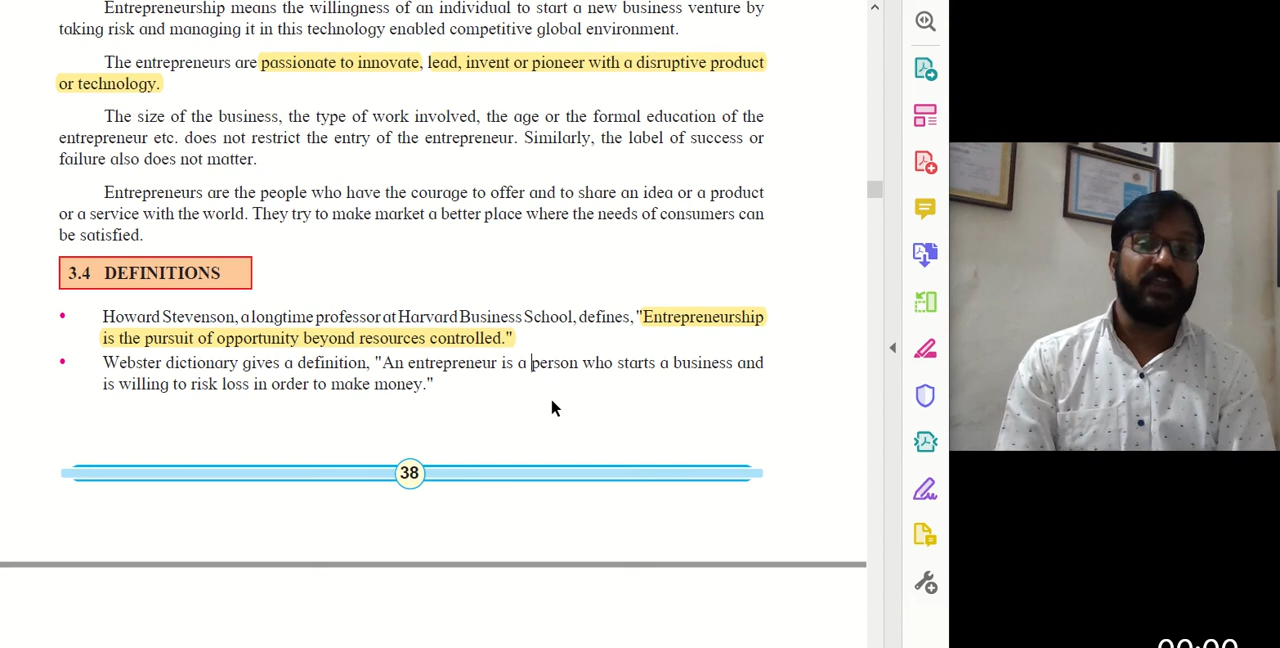 Entrepreneurship means the willingness of an individual to start a new business venture by
taking risk and managing it in this technology enabled competitive global environment.
The entrepreneurs are passionate to innovate, lead, invent or pioneer with a disruptive product
or technology.
The size of the business, the type of work involved, the age or the formal education of the
entrepreneur etc. does not restrict the entry of the entrepreneur. Similarly, the label of success or
failure also does not matter.
Entrepreneurs are the people who have the courage to offer and to share an idea or a product
or a service with the world. They try to make market a better place where the needs of consumers can
be satisfied.
3.4 DEFINITIONS
• Howard Stevenson, a longtime professor at Harvard Business School, defines, "Entrepreneurship
is the pursuit of opportunity beyond resources controlled."
• Webster dictionary gives a definition, "An entrepreneur is a person who starts a business and
is willing to risk loss in order to make money."
38
00:00